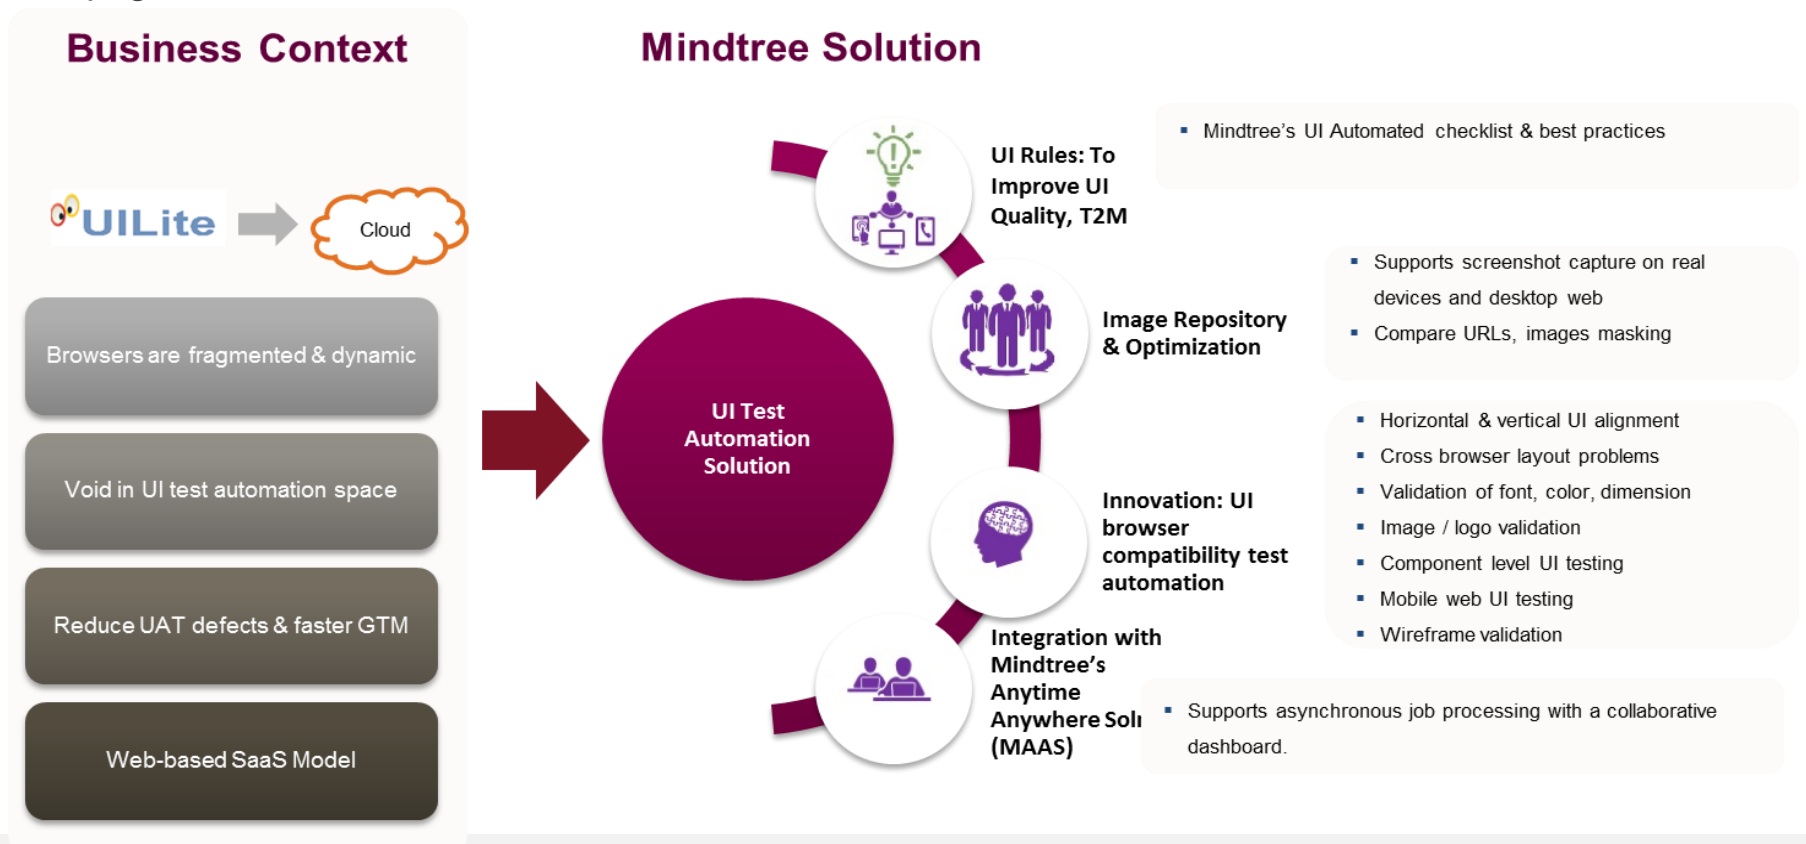 Business Context
UILite
Cloud
Browsers are fragmented & dynamic
Void in UI test automation space
Reduce UAT defects & faster GTM
Web-based SaaS Model
Mindtree Solution
UI Test
Automation
Solution
UI Rules: To
Improve UI
Quality, T2M
▪ Mindtree’s UI Automated checklist & best practices
Image Repository
& Optimization
▪ Supports screenshot capture on real
devices and desktop web
▪ Compare URLs, images masking
Innovation: UI
browser
compatibility test
automation
▪ Horizontal & vertical UI alignment
▪ Cross browser layout problems
▪ Validation of font, color, dimension
▪ Image / logo validation
▪ Component level UI testing
▪ Mobile web UI testing
▪ Wireframe validation
Integration with
Mindtree’s
Anytime
Anywhere
(MAAS)
▪ Supports asynchronous job processing with a collaborative
dashboard.